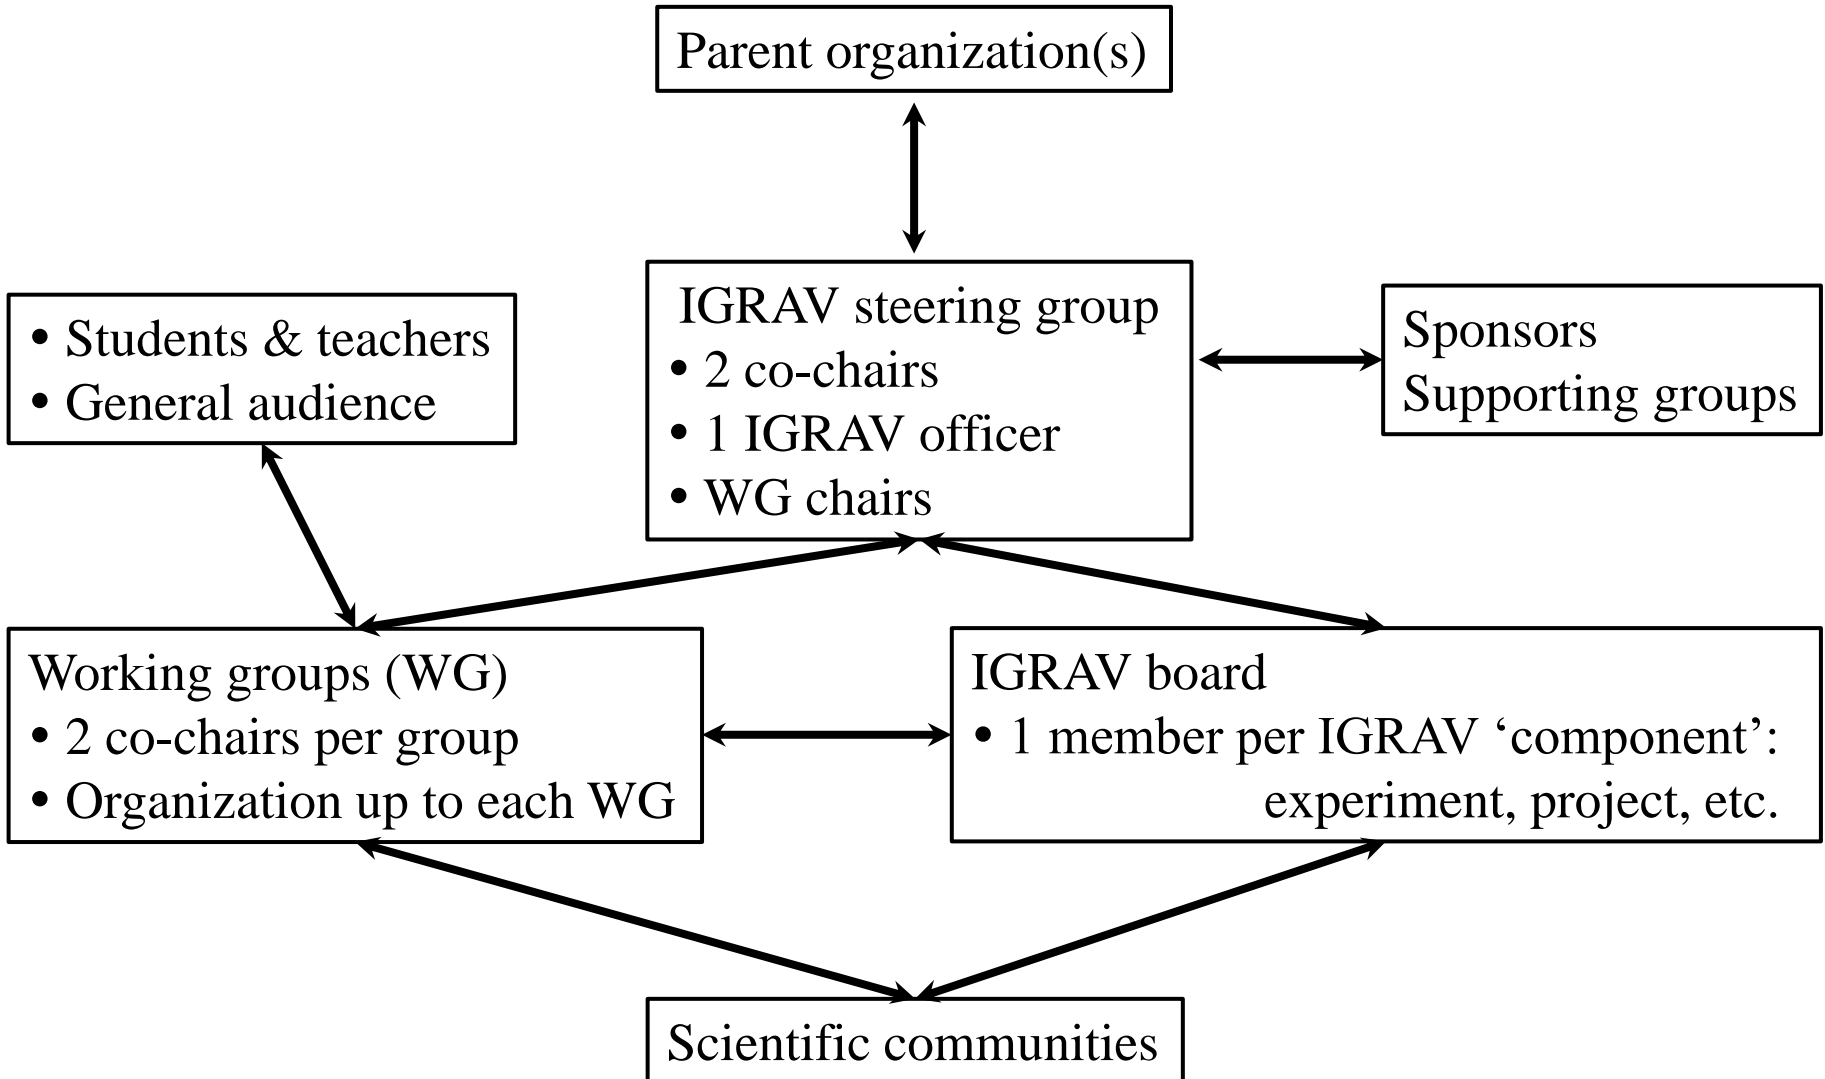 Parent organization(s)
IGRAV steering group
• 2 co-chairs
• 1 IGRAV officer
• WG chairs
• Students & teachers
• General audience
Sponsors
Supporting groups
Working groups (WG)
• 2 co-chairs per group
• Organization up to each WG
IGRAV board
• 1 member per IGRAV ‘component’:
experiment, project, etc.
Scientific communities